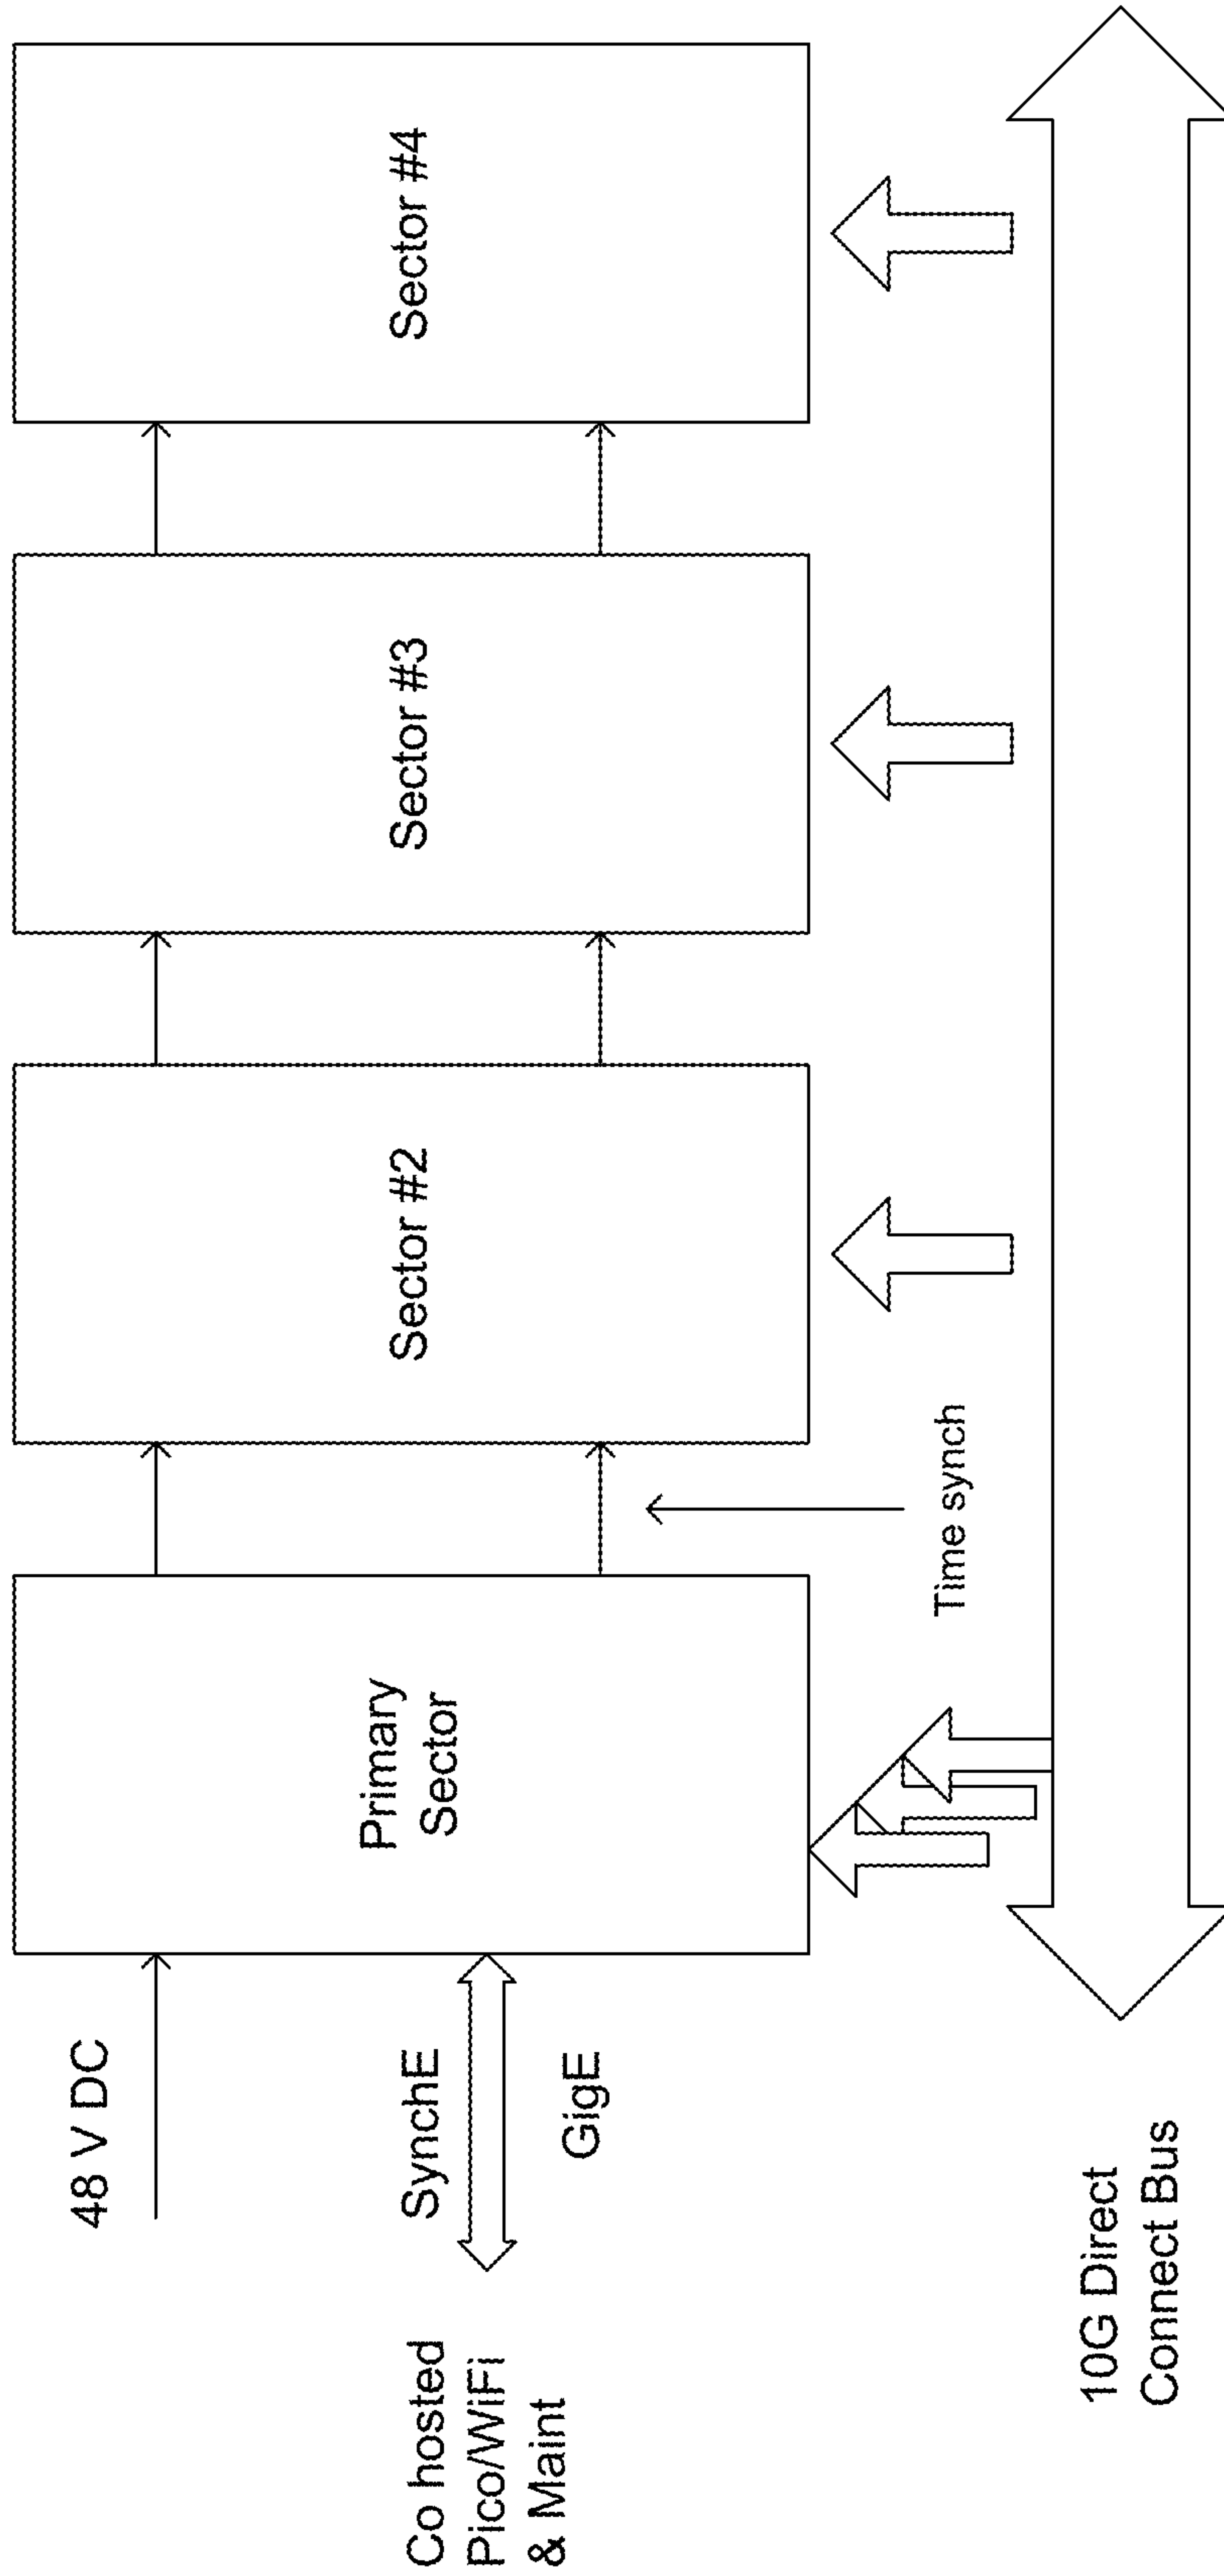 48 V DC
Co hosted
Pico/WiFi
& Maint
SynchE
GigE
Primary
Sector
Sector #2
Sector #3
Sector #4
Time synch
10G Direct
Connect Bus